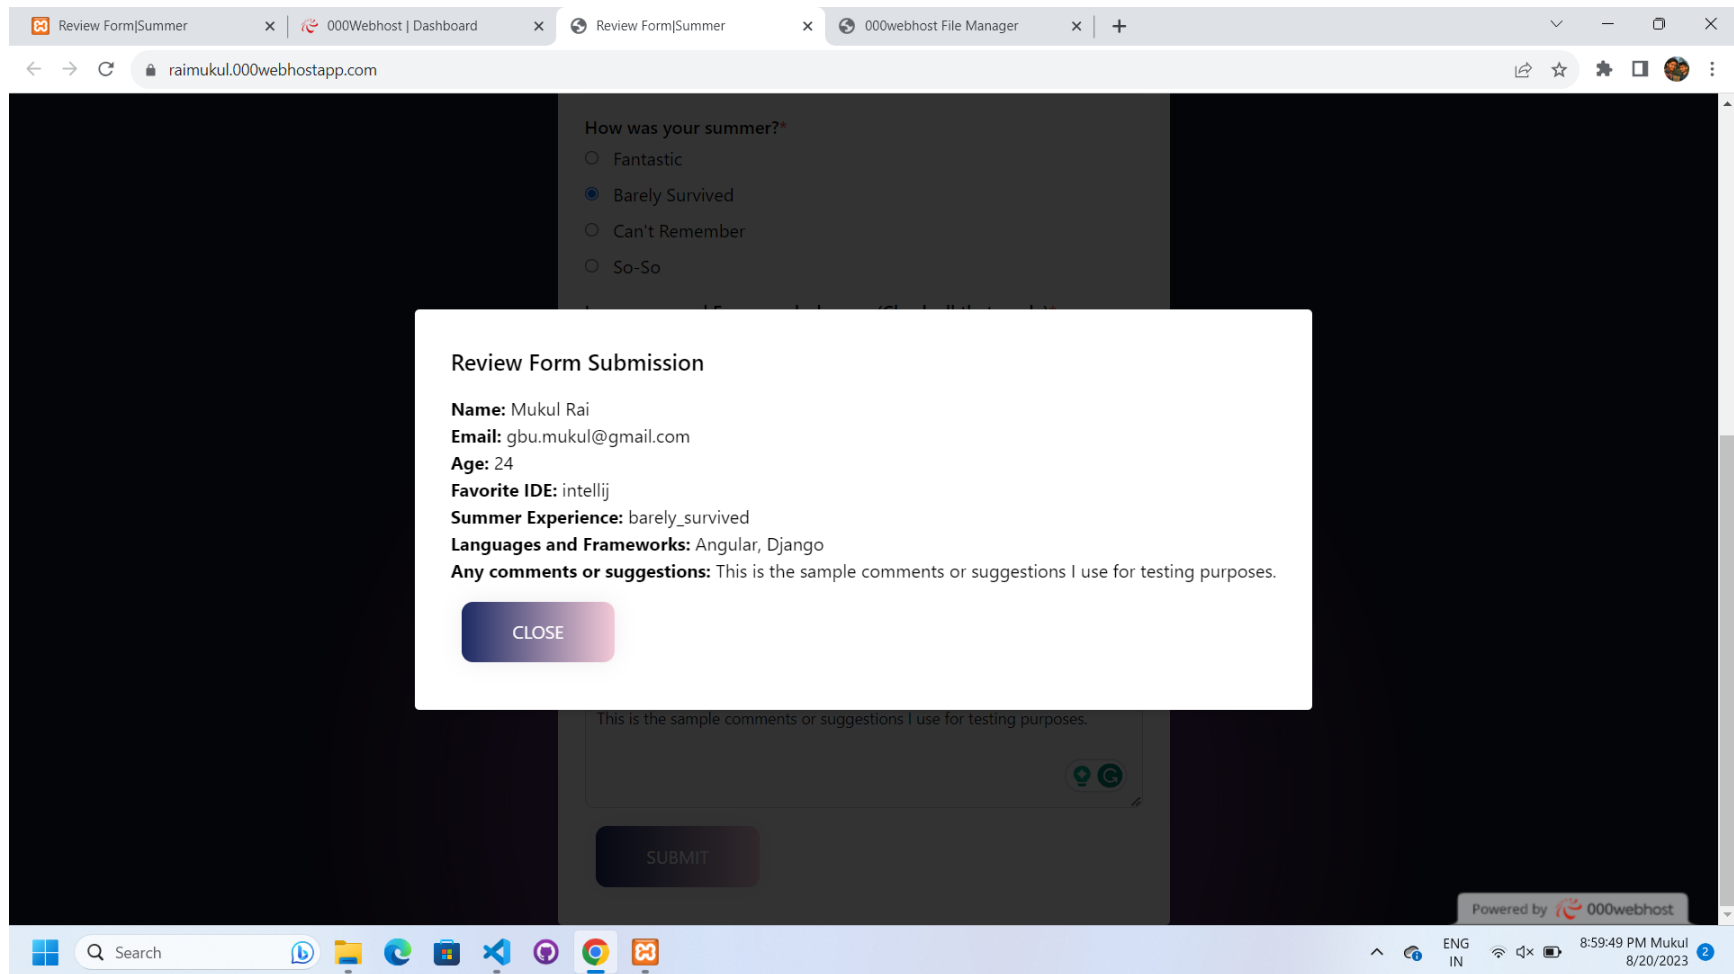 Review Form|Summer
000Webhost | Dashboard
Review Form|Summer
000webhost File Manager
raimukul.000webhostapp.com
How was your summer?*
Fantastic
Barely Survived
Can't Remember
So-So
Review Form Submission
Name: Mukul Rai
Email: gbu.mukul@gmail.com
Age: 24
Favorite IDE: intellij
Summer Experience: barely_survived
Languages and Frameworks: Angular, Django
Any comments or suggestions: This is the sample comments or suggestions I use for testing purposes.
CLOSE
This is the sample comments or suggestions I use for testing purposes.
SUBMIT
Powered by 000webhost
Search
ENG
IN
8:59:49 PM Mukul
8/20/2023
2